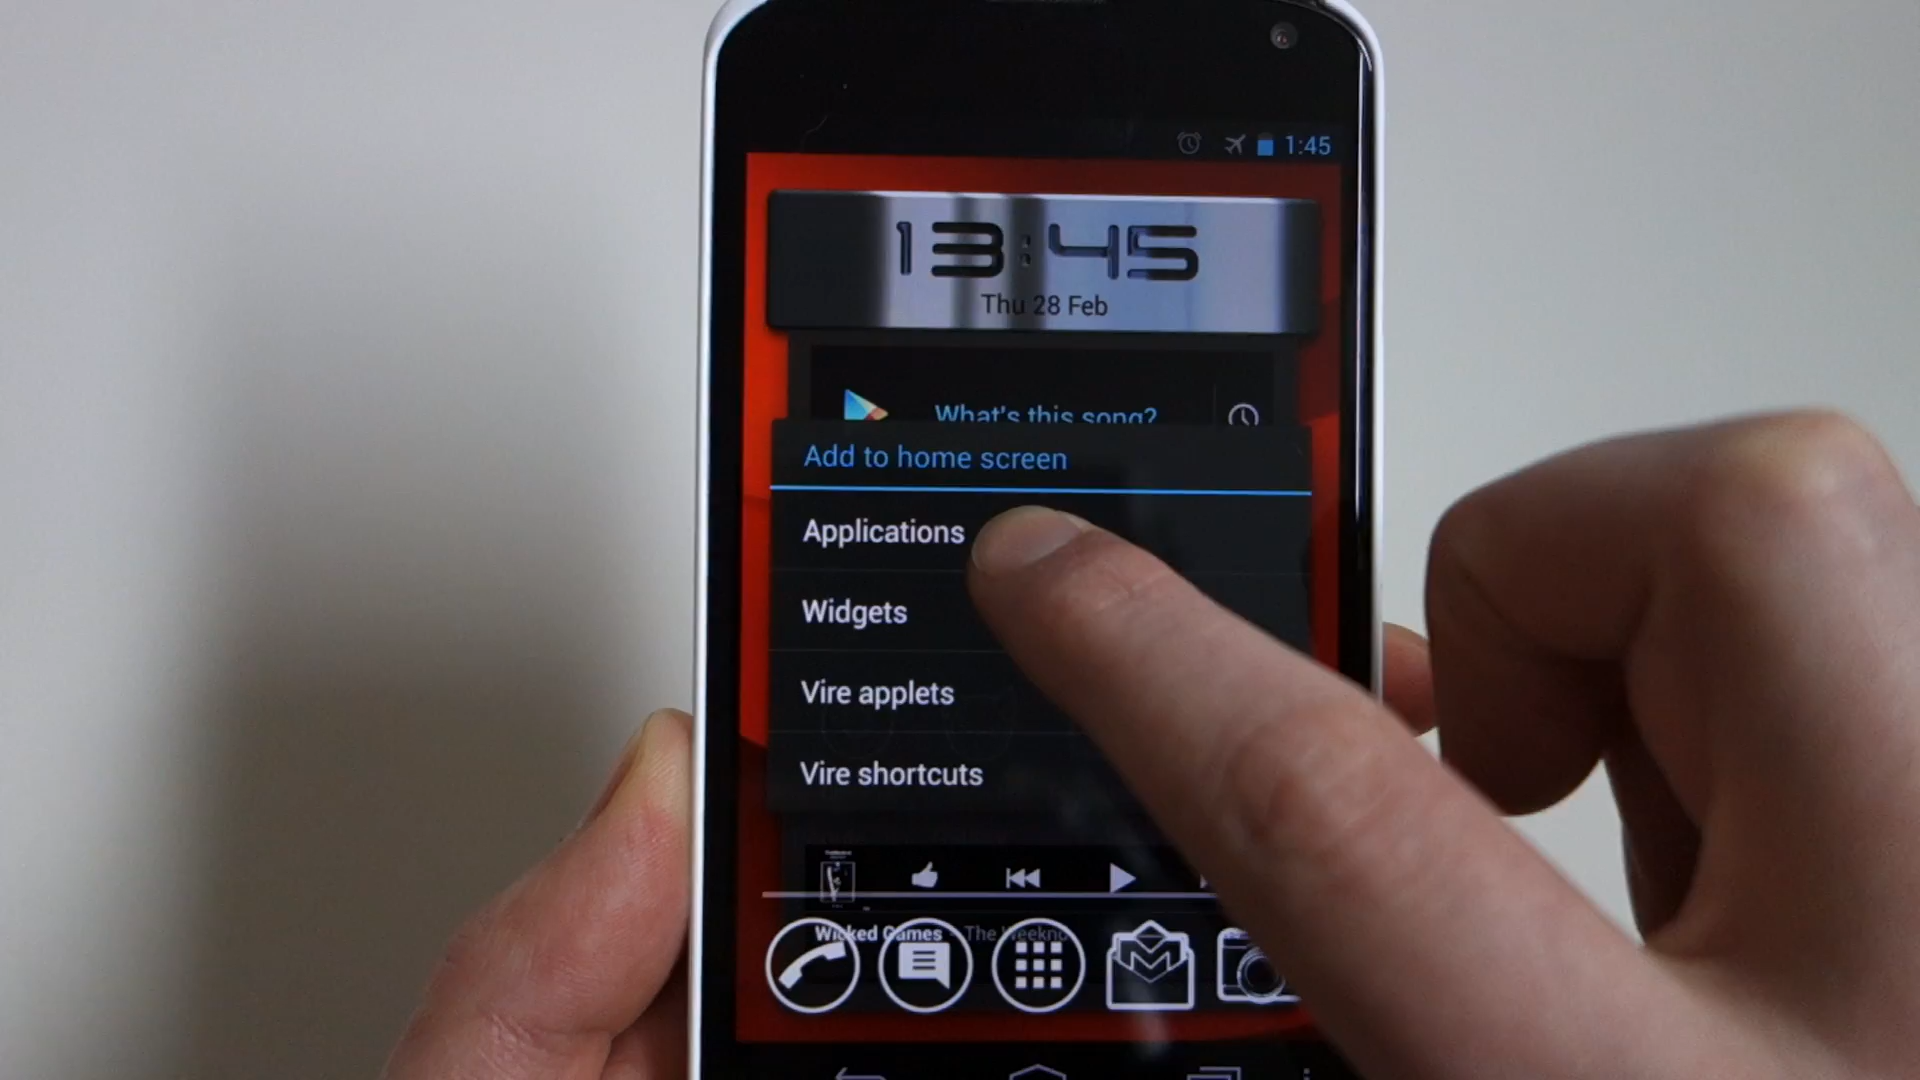 1:45
13:45
Thu 28 Feb
What's this song?
Add to home screen
Applications
Widgets
Vire applets
Vire shortcuts
Wicked Games - The Weeknd